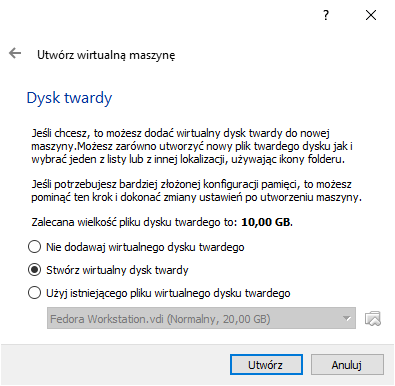 ?
Utwórz wirtualną maszynę
Dysk twardy
Jeśli chcesz, to możesz dodać wirtualny dysk twardy do nowej
maszyny.Możesz zarówno utworzyć nowy plik twardego dysku jak i
wybrać jeden z listy lub z innej lokalizacji, używając ikony folderu.
Jeśli potrzebujesz bardziej złożonej konfiguracji pamięci, to możesz
pominąć ten krok i dokonać zmiany ustawień po utworzeniu maszyny.
Zalecana wielkość pliku dysku twardego to: 10,00 GB.
Nie dodawaj wirtualnego dysku twardego
Stwórz wirtualny dysk twardy
Użyj istniejącego pliku wirtualnego dysku twardego
Fedora Workstation.vdi (Normalny, 20,00 GB)
Utwórz Anuluj